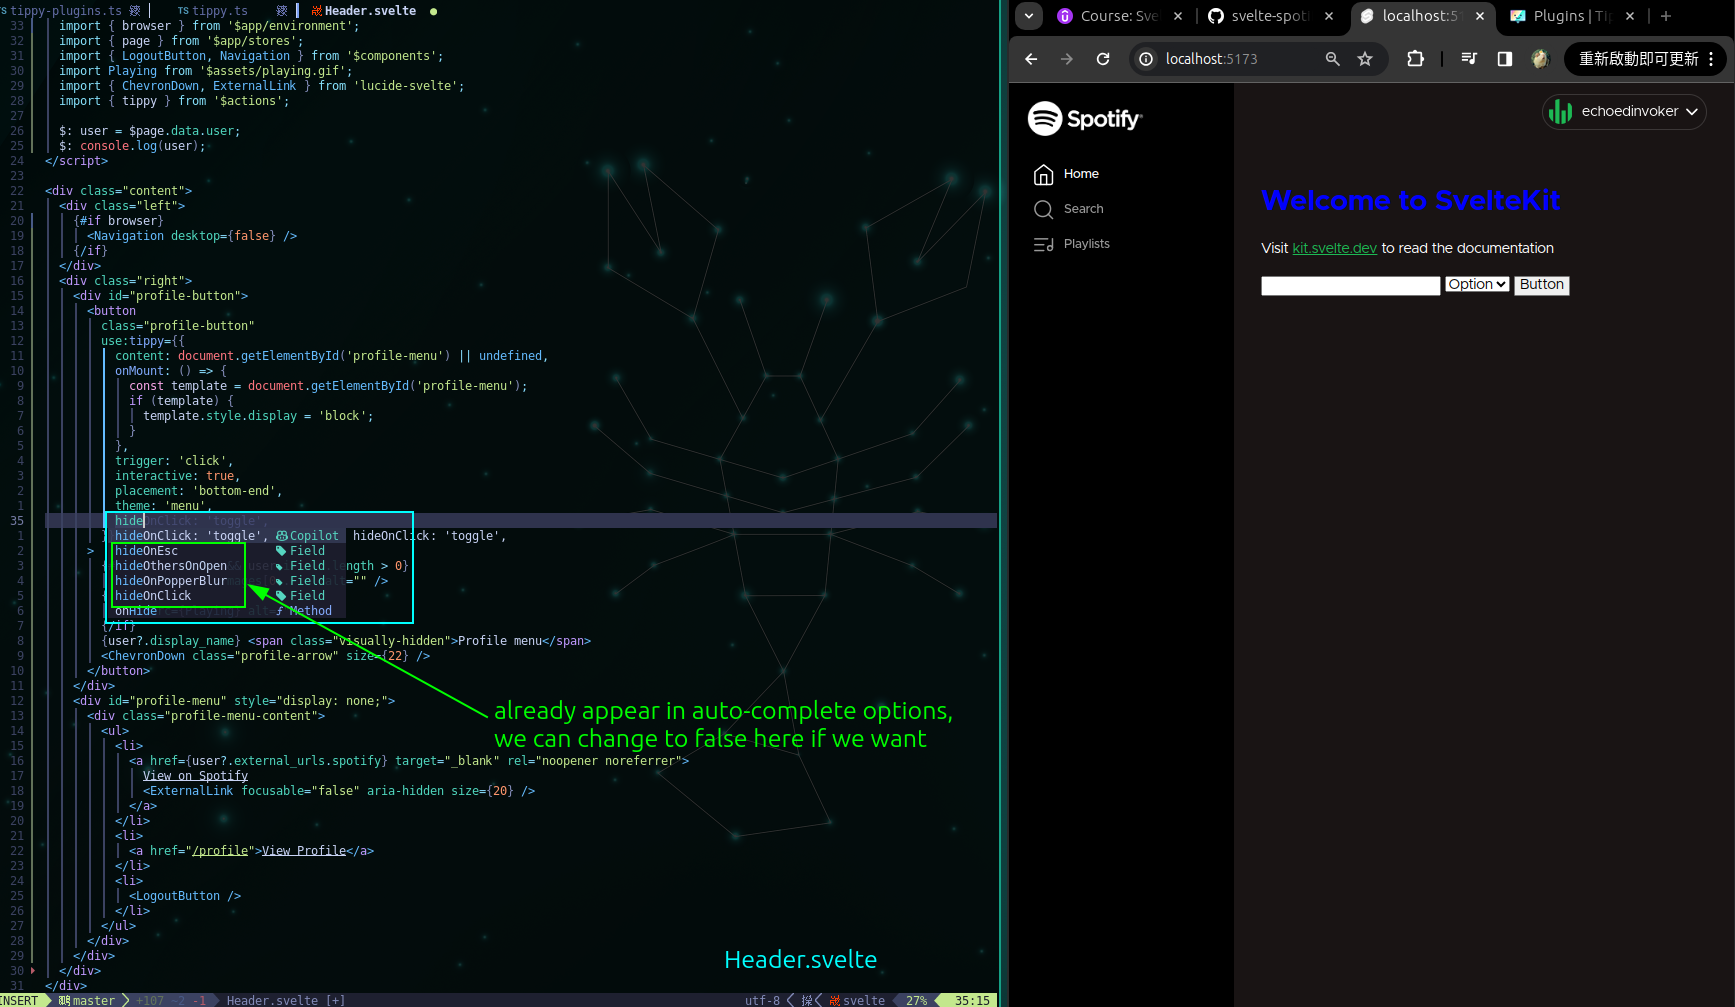 tippy-plugins.ts
tippy.ts
Header.svelte
33 import { browser } from '$app/environment';
32 import { page } from '$app/stores';
31 import { LogoutButton, Navigation } from '$components';
30 import Playing from '$assets/playing.gif';
29 import { ChevronDown, ExternalLink } from 'lucide-svelte';
28 import { tippy } from '$actions';
27
26 $: user = $page.data.user;
25 $: console.log(user);
24 </script>
23
22 <div class="content">
21 <div class="left">
20 {#if browser}
19 <Navigation desktop={false} />
18 {/if}
17 </div>
16 <div class="right">
15 <div id="profile-button">
14 <button
13 class="profile-button"
12 use:tippy={{
11 content: document.getElementById('profile-menu') || undefined,
10 onMount: () => {
9 const template = document.getElementById('profile-menu');
8 if (template) {
7 template.style.display = 'block';
6 }
5 },
4 trigger: 'click',
3 interactive: true,
2 placement: 'bottom-end',
1 theme: 'menu',
35 hideOnClick: 'toggle',
1 } hideOnClick: 'toggle', Copilot hideOnClick: 'toggle',
2 > hideOnEsc Field
3 { hideOthersOnOpen Field ngth > 0}
4 hideOnPopperBlur Field ="" />
5 { hideOnClick Field
6 onHide Method
7 {/if}
8 {user?.display_name} <span class="visually-hidden">Profile menu</span>
9 <ChevronDown class="profile-arrow" size={22} />
10 </button>
11 </div>
12 <div id="profile-menu" style="display: none;">
13 <div class="profile-menu-content">
14 <ul>
15 <li>
16 <a href={user?.external_urls.spotify} target="_blank" rel="noopener noreferrer">
17 View on Spotify
18 <ExternalLink focusable="false" aria-hidden size={20} />
19 </a>
20 </li>
21 <li>
22 <a href="/profile">View Profile</a>
23 </li>
24 <li>
25 <LogoutButton />
26 </li>
27 </ul>
28 </div>
29 </div>
30 </div>
31 </div>
already appear in auto-complete options,
we can change to false here if we want
Header.svelte
INSERT master +107 ~2 -1 Header.svelte [+] utf-8 svelte 27% 35:15
Course: Sve
svelte-spoti
localhost:51
Plugins | Tip
localhost:5173
重新啟動即可更新
Spotify
echoedinvoker
Home
Search
Playlists
Welcome to SvelteKit
Visit kit.svelte.dev to read the documentation
Option Button